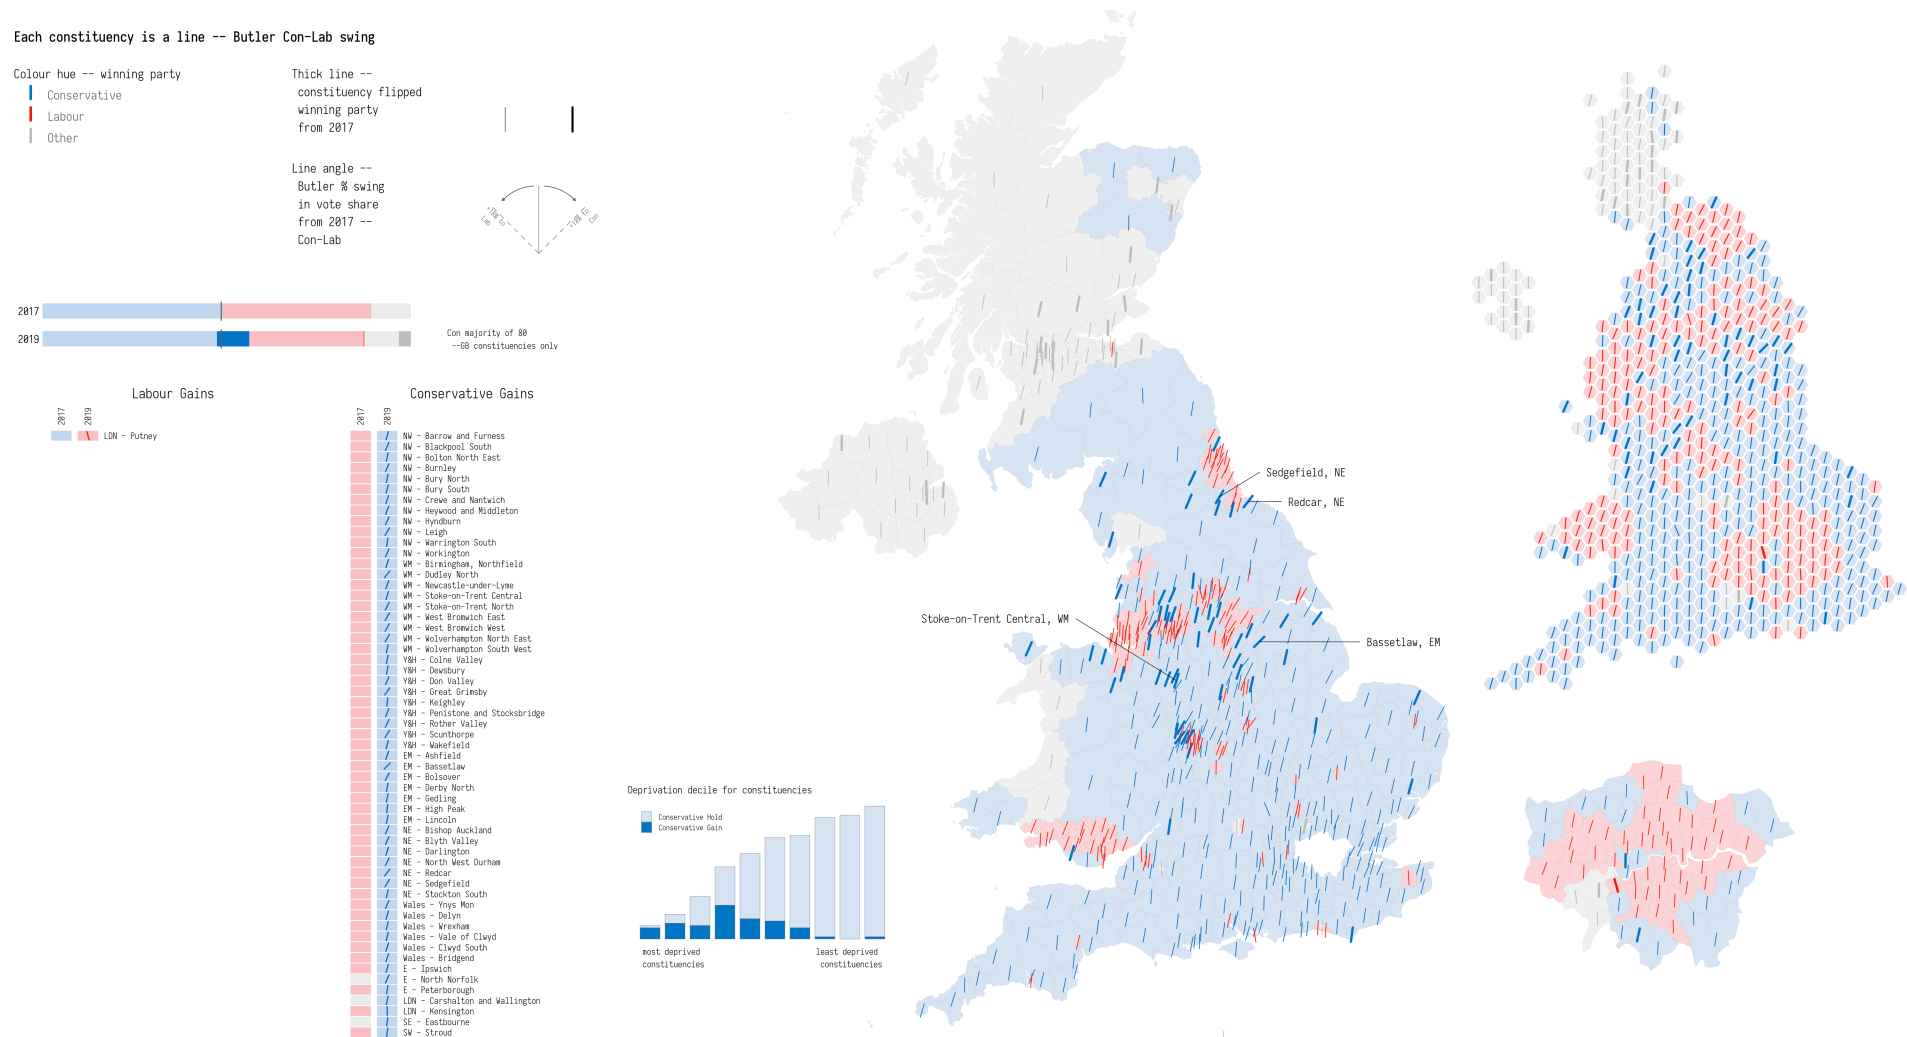 Each constituency is a line -- Butler Con-Lab swing
Colour hue -- winning party
Conservative
Labour
Other
Thick line --
constituency flipped
winning party
from 2017
Line angle --
Butler % swing
in vote share
from 2017 --
Con-Lab
+10% to
Lab
+10% to
Con
2017
2019
Con majority of 80
--GB constituencies only
Labour Gains
2017
2019
LDN - Putney
Conservative Gains
2017
2019
NW - Barrow and Furness
NW - Blackpool South
NW - Bolton North East
NW - Burnley
NW - Bury North
NW - Bury South
NW - Crewe and Nantwich
NW - Heywood and Middleton
NW - Hyndburn
NW - Leigh
NW - Warrington South
NW - Workington
WM - Birmingham, Northfield
WM - Dudley North
WM - Newcastle-under-Lyme
WM - Stoke-on-Trent Central
WM - Stoke-on-Trent North
WM - West Bromwich East
WM - West Bromwich West
WM - Wolverhampton North East
WM - Wolverhampton South West
Y&H - Colne Valley
Y&H - Dewsbury
Y&H - Don Valley
Y&H - Great Grimsby
Y&H - Keighley
Y&H - Penistone and Stocksbridge
Y&H - Rother Valley
Y&H - Scunthorpe
Y&H - Wakefield
EM - Ashfield
EM - Bassetlaw
EM - Bolsover
EM - Derby North
EM - Gedling
EM - High Peak
EM - Lincoln
NE - Bishop Auckland
NE - Blyth Valley
NE - Darlington
NE - North West Durham
NE - Redcar
NE - Sedgefield
NE - Stockton South
Wales - Ynys Mon
Wales - Delyn
Wales - Wrexham
Wales - Vale of Clwyd
Wales - Clwyd South
Wales - Bridgend
E - Ipswich
E - North Norfolk
E - Peterborough
LDN - Carshalton and Wallington
LDN - Kensington
SE - Eastbourne
SW - Stroud
Deprivation decile for constituencies
Conservative Hold
Conservative Gain
most deprived
constituencies
least deprived
constituencies
Sedgefield, NE
Redcar, NE
Stoke-on-Trent Central, WM
Bassetlaw, EM